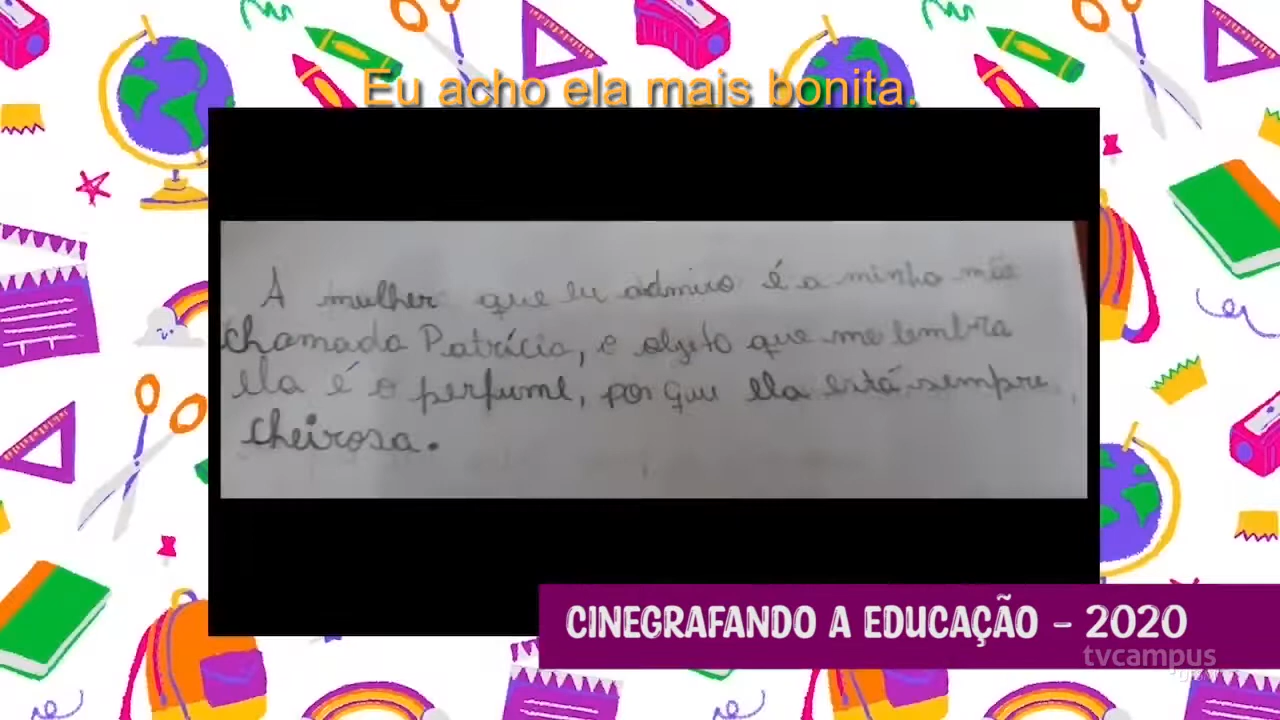 Eu acho ela mais bonita.
A mulher que eu admiro é a minha mãe
chamada Patrícia, e objeto que me lembra
ela é o perfume, porque ela está sempre
cheirosa.
CINEGRAFANDO A EDUCAÇÃO - 2020
tvcampus